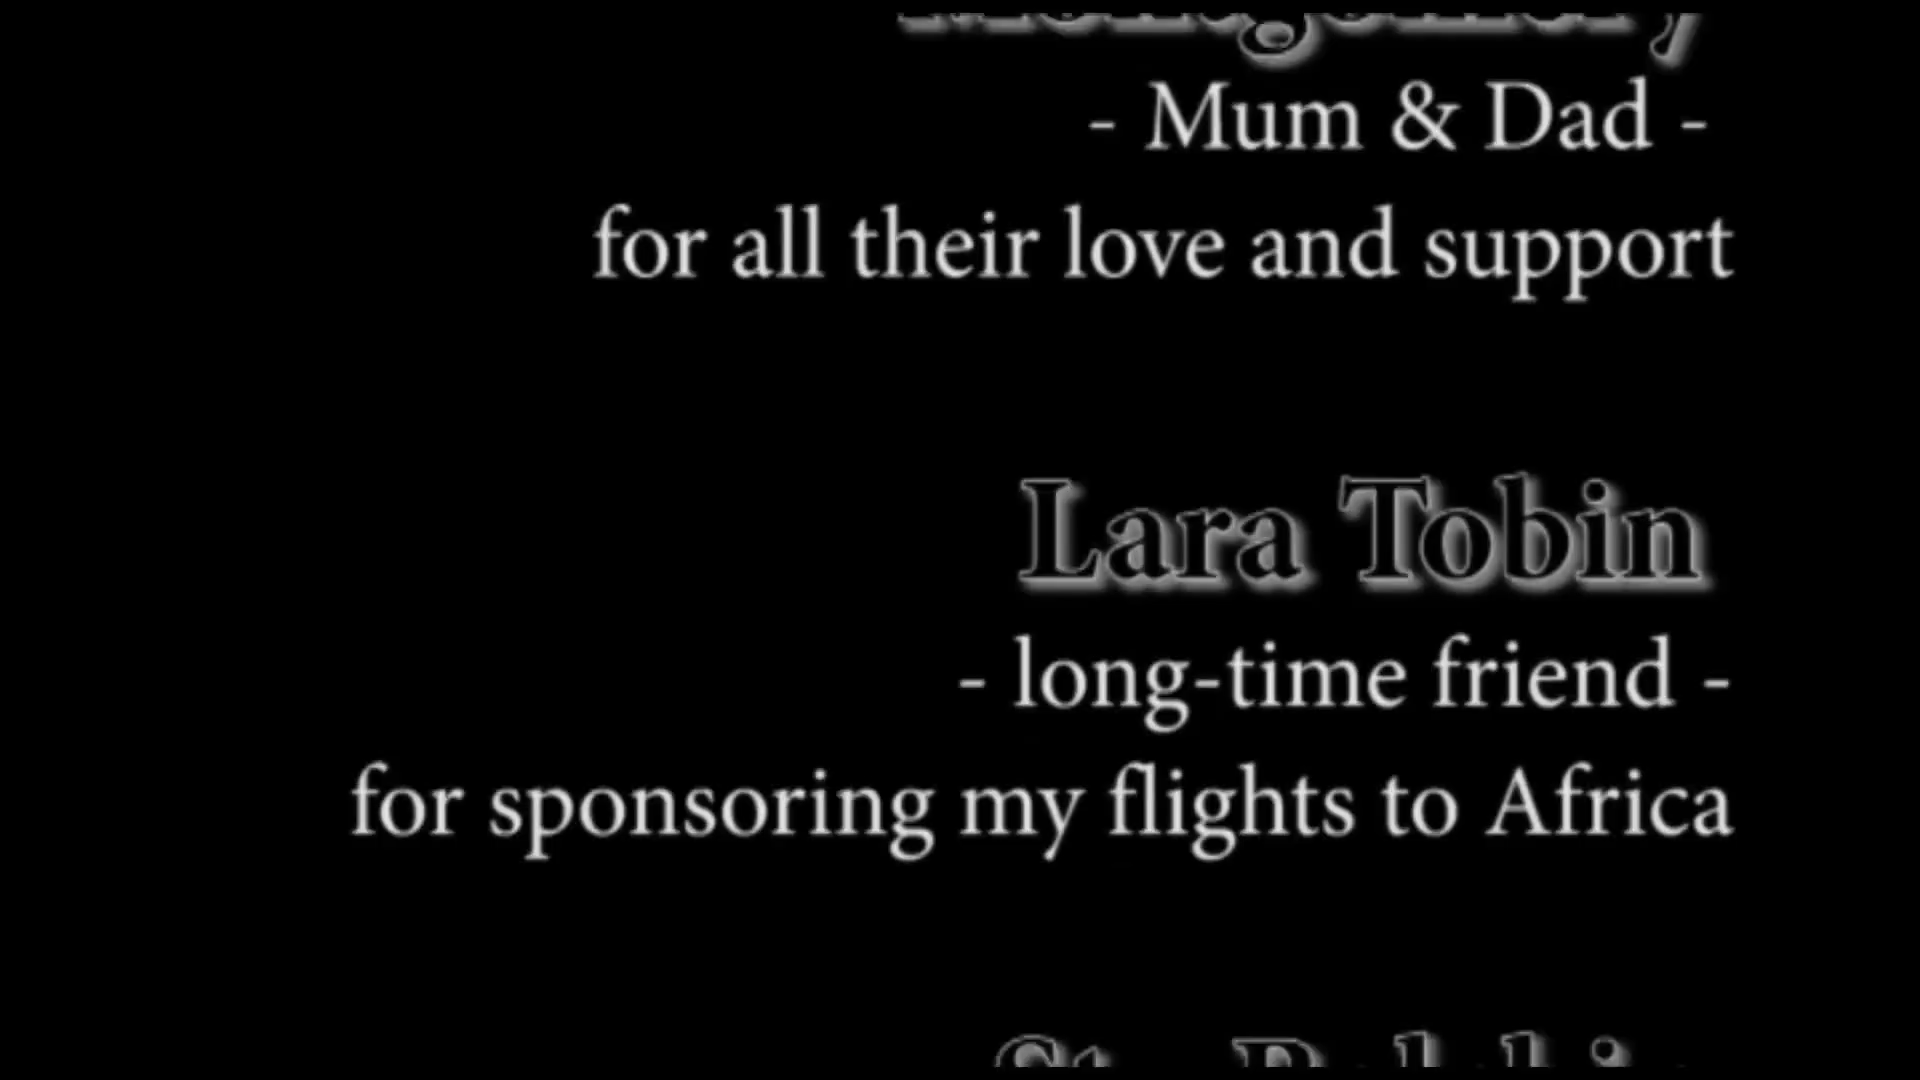 Montgomery
- Mum & Dad -
for all their love and support
Lara Tobin
- long-time friend -
for sponsoring my flights to Africa